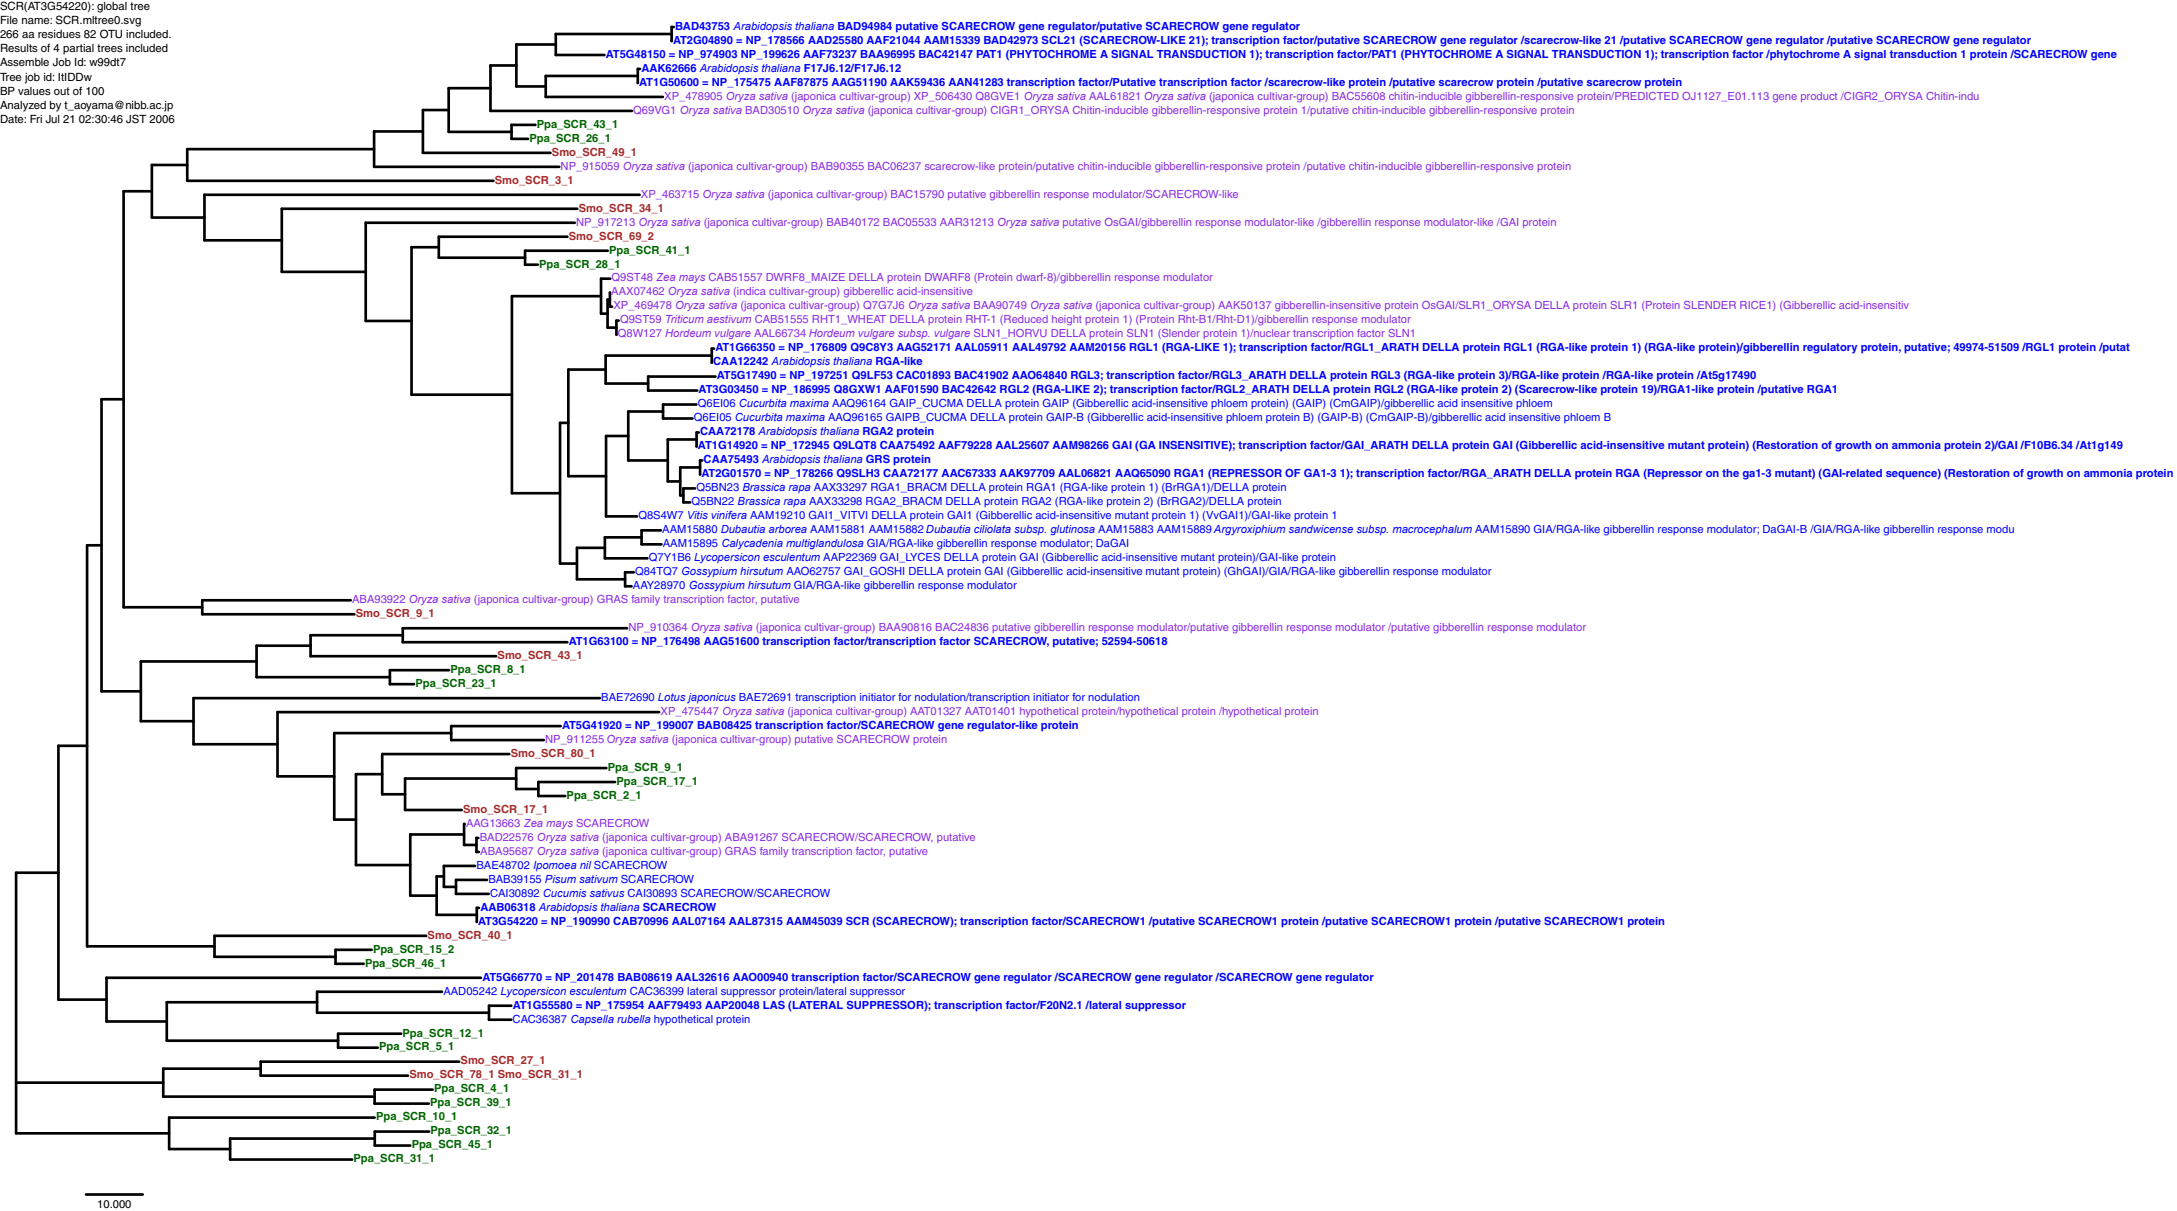 SCR(AT3G54220): global tree
File name: SCR.mltree0.svg
266 aa residues 82 OTU included.
Results of 4 partial trees included
Assemble Job Id: w99dt7
Tree job id: ItIDDw
BP values out of 100
Analyzed by t_aoyama@nibb.ac.jp
Date: Fri Jul 21 02:30:46 JST 2006
BAD43753 Arabidopsis thaliana BAD94984 putative SCARECROW gene regulator/putative SCARECROW gene regulator
AT2G04890 = NP_178566 AAD25580 AAF21044 AAM15339 BAD42973 SCL21 (SCARECROW-LIKE 21); transcription factor/putative SCARECROW gene regulator /scarecrow-like 21 /putative SCARECROW gene regulator /putative SCARECROW gene regulator
AT5G48150 = NP_974903 NP_199626 AAF73237 BAA96995 BAC42147 PAT1 (PHYTOCHROME A SIGNAL TRANSDUCTION 1); transcription factor/PAT1 (PHYTOCHROME A SIGNAL TRANSDUCTION 1); transcription factor /phytochrome A signal transduction 1 protein /SCARECROW gene
AAK62666 Arabidopsis thaliana F17J6.12/F17J6.12
AT1G50600 = NP_175475 AAF87875 AAG51190 AAK59436 AAN41283 transcription factor/Putative transcription factor /scarecrow-like protein /putative scarecrow protein /putative scarecrow protein
XP_478905 Oryza sativa (japonica cultivar-group) XP_506430 Q8GVE1 Oryza sativa AAL61821 Oryza sativa (japonica cultivar-group) BAC55608 chitin-inducible gibberellin-responsive protein/PREDICTED OJ1127_E01.113 gene product /CIGR2_ORYSA Chitin-indu
Q69VG1 Oryza sativa BAD30510 Oryza sativa (japonica cultivar-group) CIGR1_ORYSA Chitin-inducible gibberellin-responsive protein 1/putative chitin-inducible gibberellin-responsive protein
Ppa_SCR_43_1
Ppa_SCR_26_1
Smo_SCR_49_1
NP_915059 Oryza sativa (japonica cultivar-group) BAB90355 BAC06237 scarecrow-like protein/putative chitin-inducible gibberellin-responsive protein /putative chitin-inducible gibberellin-responsive protein
Smo_SCR_3_1
XP_463715 Oryza sativa (japonica cultivar-group) BAC15790 putative gibberellin response modulator/SCARECROW-like
Smo_SCR_34_1
NP_917213 Oryza sativa (japonica cultivar-group) BAB40172 BAC05533 AAR31213 Oryza sativa putative OsGAI/gibberellin response modulator-like /gibberellin response modulator-like /GAI protein
Smo_SCR_69_2
Ppa_SCR_41_1
Ppa_SCR_28_1
Q9ST48 Zea mays CAB51557 DWRF8_MAIZE DELLA protein DWARF8 (Protein dwarf-8)/gibberellin response modulator
AAX07462 Oryza sativa (indica cultivar-group) gibberellic acid-insensitive
XP_469478 Oryza sativa (japonica cultivar-group) Q7G7J6 Oryza sativa BAA90749 Oryza sativa (japonica cultivar-group) AAK50137 gibberellin-insensitive protein OsGAI/SLR1_ORYSA DELLA protein SLR1 (Protein SLENDER RICE1) (Gibberellic acid-insensitiv
Q9ST59 Triticum aestivum CAB51555 RHT1_WHEAT DELLA protein RHT-1 (Reduced height protein 1) (Protein Rht-B1/Rht-D1)/gibberellin response modulator
Q8W127 Hordeum vulgare AAL66734 Hordeum vulgare subsp. vulgare SLN1_HORVU DELLA protein SLN1 (Slender protein 1)/nuclear transcription factor SLN1
AT1G66350 = NP_176809 Q9C8Y3 AAG52171 AAL05911 AAL49792 AAM20156 RGL1 (RGA-LIKE 1); transcription factor/RGL1_ARATH DELLA protein RGL1 (RGA-like protein 1) (RGA-like protein)/gibberellin regulatory protein, putative; 49974-51509 /RGL1 protein /putat
CAA12242 Arabidopsis thaliana RGA-like
AT5G17490 = NP_197251 Q9LF53 CAC01893 BAC41902 AAO64840 RGL3; transcription factor/RGL3_ARATH DELLA protein RGL3 (RGA-like protein 3)/RGA-like protein /RGA-like protein /At5g17490
AT3G03450 = NP_186995 Q8GXW1 AAF01590 BAC42642 RGL2 (RGA-LIKE 2); transcription factor/RGL2_ARATH DELLA protein RGL2 (RGA-like protein 2) (Scarecrow-like protein 19)/RGA1-like protein /putative RGA1
Q6EI06 Cucurbita maxima AAQ96164 GAIP_CUCMA DELLA protein GAIP (Gibberellic acid-insensitive phloem protein) (GAIP) (CmGAIP)/gibberellic acid insensitive phloem
Q6EI05 Cucurbita maxima AAQ96165 GAIPB_CUCMA DELLA protein GAIP-B (Gibberellic acid-insensitive phloem protein B) (GAIP-B) (CmGAIP-B)/gibberellic acid insensitive phloem B
CAA72178 Arabidopsis thaliana RGA2 protein
AT1G14920 = NP_172945 Q9LQT8 CAA75492 AAF79228 AAL25607 AAM98266 GAI (GA INSENSITIVE); transcription factor/GAI_ARATH DELLA protein GAI (Gibberellic acid-insensitive mutant protein) (Restoration of growth on ammonia protein 2)/GAI /F10B6.34 /At1g149
CAA75493 Arabidopsis thaliana GRS protein
AT2G01570 = NP_178266 Q9SLH3 CAA72177 AAC67333 AAK97709 AAL06821 AAQ65090 RGA1 (REPRESSOR OF GA1-3 1); transcription factor/RGA_ARATH DELLA protein RGA (Repressor on the ga1-3 mutant) (GAI-related sequence) (Restoration of growth on ammonia protein
Q5BN23 Brassica rapa AAX33297 RGA1_BRACM DELLA protein RGA1 (RGA-like protein 1) (BrRGA1)/DELLA protein
Q5BN22 Brassica rapa AAX33298 RGA2_BRACM DELLA protein RGA2 (RGA-like protein 2) (BrRGA2)/DELLA protein
Q8S4W7 Vitis vinifera AAM19210 GAI1_VITVI DELLA protein GAI1 (Gibberellic acid-insensitive mutant protein 1) (VvGAI1)/GAI-like protein 1
AAM15880 Dubautia arborea AAM15881 AAM15882 Dubautia ciliolata subsp. glutinosa AAM15883 AAM15889 Argyroxiphium sandwicense subsp. macrocephalum AAM15890 GIA/RGA-like gibberellin response modulator; DaGAI-B /GIA/RGA-like gibberellin response modu
AAM15895 Calycadenia multiglandulosa GIA/RGA-like gibberellin response modulator; DaGAI
Q7Y1B6 Lycopersicon esculentum AAP22369 GAI_LYCES DELLA protein GAI (Gibberellic acid-insensitive mutant protein)/GAI-like protein
Q84TQ7 Gossypium hirsutum AAO62757 GAI_GOSHI DELLA protein GAI (Gibberellic acid-insensitive mutant protein) (GhGAI)/GIA/RGA-like gibberellin response modulator
AAY28970 Gossypium hirsutum GIA/RGA-like gibberellin response modulator
ABA93922 Oryza sativa (japonica cultivar-group) GRAS family transcription factor, putative
Smo_SCR_9_1
NP_910364 Oryza sativa (japonica cultivar-group) BAA90816 BAC24836 putative gibberellin response modulator/putative gibberellin response modulator /putative gibberellin response modulator
AT1G63100 = NP_176498 AAG51600 transcription factor/transcription factor SCARECROW, putative; 52594-50618
Smo_SCR_43_1
Ppa_SCR_8_1
Ppa_SCR_23_1
BAE72690 Lotus japonicus BAE72691 transcription initiator for nodulation/transcription initiator for nodulation
XP_475447 Oryza sativa (japonica cultivar-group) AAT01327 AAT01401 hypothetical protein/hypothetical protein /hypothetical protein
AT5G41920 = NP_199007 BAB08425 transcription factor/SCARECROW gene regulator-like protein
NP_911255 Oryza sativa (japonica cultivar-group) putative SCARECROW protein
Smo_SCR_80_1
Ppa_SCR_9_1
Ppa_SCR_17_1
Ppa_SCR_2_1
Smo_SCR_17_1
AAG13663 Zea mays SCARECROW
BAD22576 Oryza sativa (japonica cultivar-group) ABA91267 SCARECROW/SCARECROW, putative
ABA95687 Oryza sativa (japonica cultivar-group) GRAS family transcription factor, putative
BAE48702 Ipomoea nil SCARECROW
BAB39155 Pisum sativum SCARECROW
CAI30892 Cucumis sativus CAI30893 SCARECROW/SCARECROW
AAB06318 Arabidopsis thaliana SCARECROW
AT3G54220 = NP_190990 CAB70996 AAL07164 AAL87315 AAM45039 SCR (SCARECROW); transcription factor/SCARECROW1 /putative SCARECROW1 protein /putative SCARECROW1 protein /putative SCARECROW1 protein
Smo_SCR_40_1
Ppa_SCR_15_2
Ppa_SCR_46_1
AT5G66770 = NP_201478 BAB08619 AAL32616 AAO00940 transcription factor/SCARECROW gene regulator /SCARECROW gene regulator /SCARECROW gene regulator
AAD05242 Lycopersicon esculentum CAC36399 lateral suppressor protein/lateral suppressor
AT1G55580 = NP_175954 AAF79493 AAP20048 LAS (LATERAL SUPPRESSOR); transcription factor/F20N2.1 /lateral suppressor
CAC36387 Capsella rubella hypothetical protein
Ppa_SCR_12_1
Ppa_SCR_5_1
Smo_SCR_27_1
Smo_SCR_78_1 Smo_SCR_31_1
Ppa_SCR_4_1
Ppa_SCR_39_1
Ppa_SCR_10_1
Ppa_SCR_32_1
Ppa_SCR_45_1
Ppa_SCR_31_1
10.000